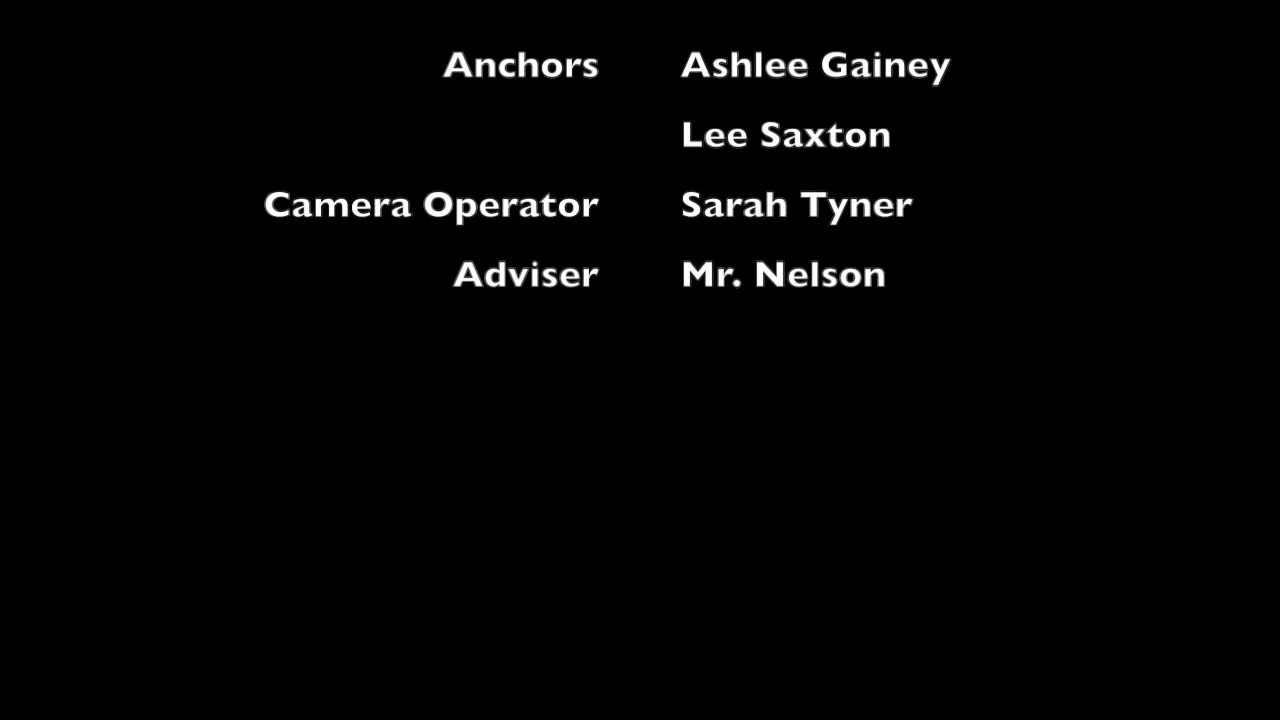 Anchors Ashlee Gainey
Lee Saxton
Camera Operator Sarah Tyner
Adviser Mr. Nelson